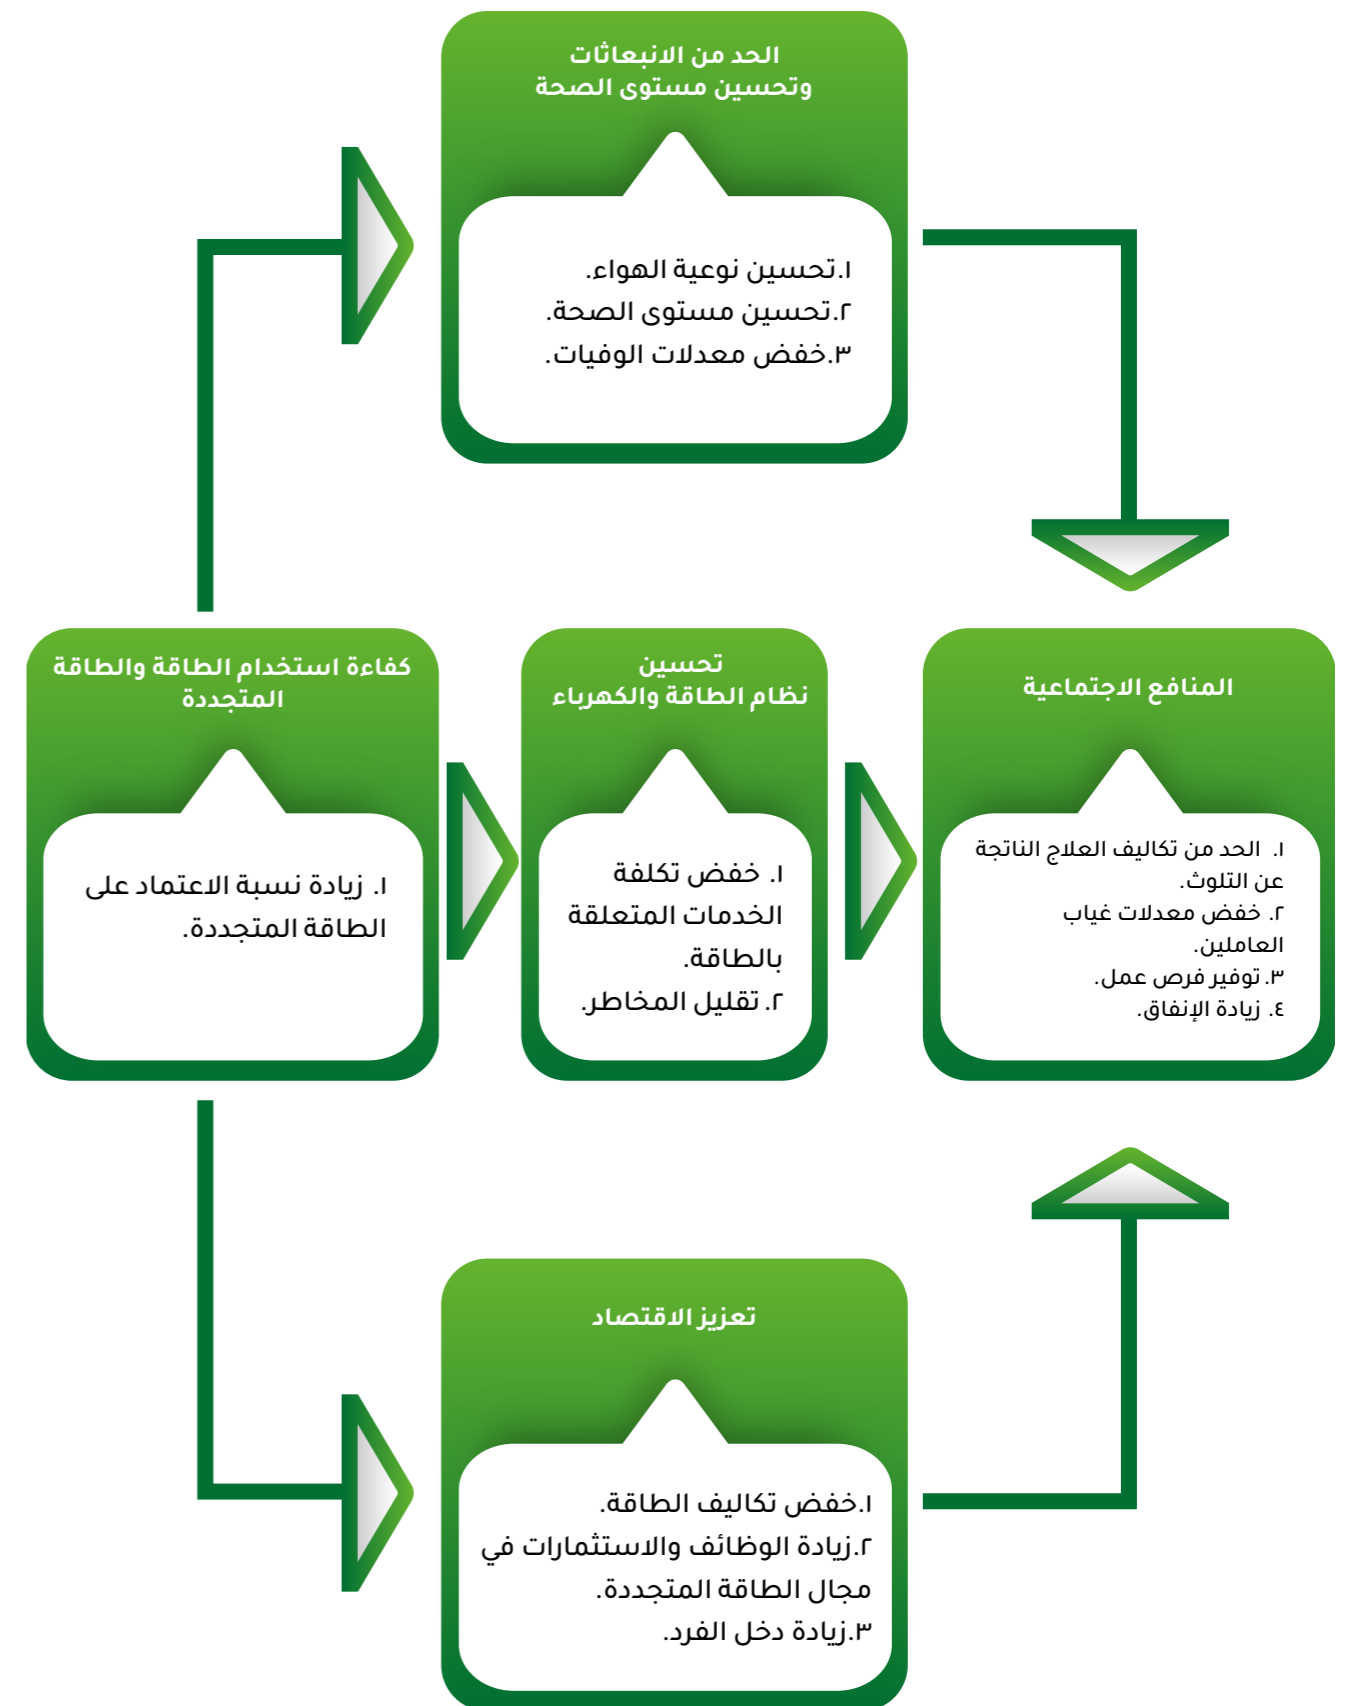 الحد من الانبعاثات
وتحسين مستوى الصحة
١.تحسين نوعية الهواء.
٢.تحسين مستوى الصحة.
٣.خفض معدلات الوفيات.
كفاءة استخدام الطاقة والطاقة
المتجددة
١. زيادة نسبة الاعتماد على
الطاقة المتجددة.
تحسين
نظام الطاقة والكهرباء
١. خفض تكلفة
الخدمات المتعلقة
بالطاقة.
٢. تقليل المخاطر.
المنافع الاجتماعية
١. الحد من تكاليف العلاج الناتجة
عن التلوث.
٢. خفض معدلات غياب
العاملين.
٣. توفير فرص عمل.
٤. زيادة الإنفاق.
تعزيز الاقتصاد
١.خفض تكاليف الطاقة.
٢.زيادة الوظائف والاستثمارات في
مجال الطاقة المتجددة.
٣.زيادة دخل الفرد.